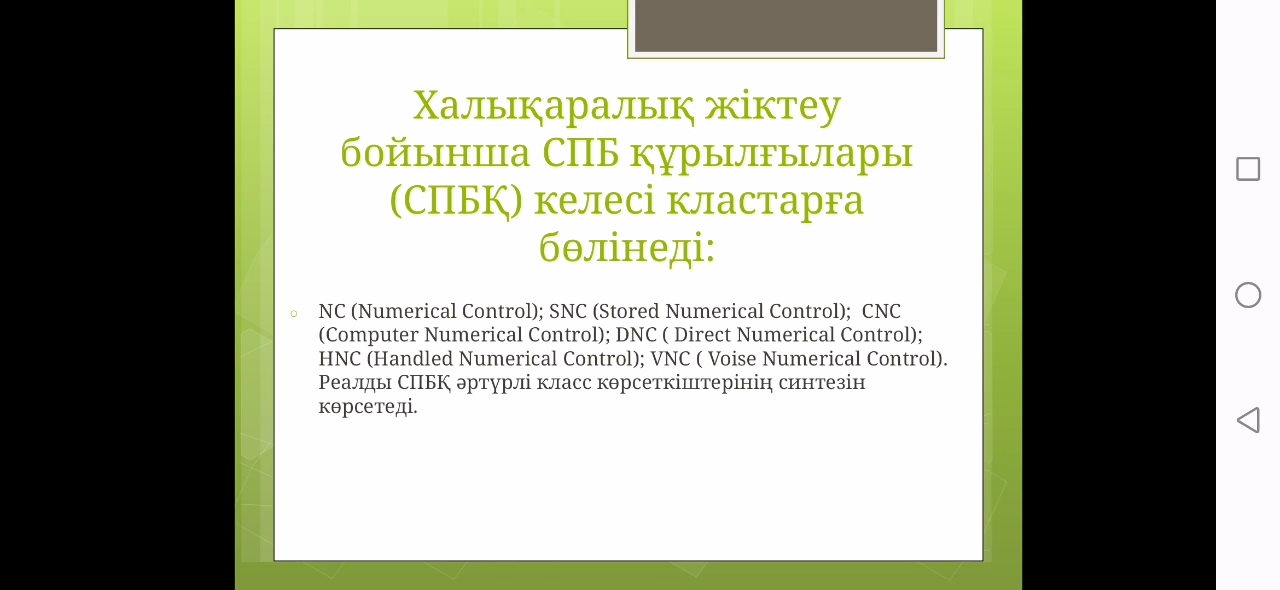 Халықаралық жіктеу
бойынша СПБ құрылғылары
(СПБҚ) келесі кластарға
бөлінеді:
NC (Numerical Control); SNC (Stored Numerical Control);  CNC
(Computer Numerical Control); DNC ( Direct Numerical Control);
HNC (Handled Numerical Control); VNC ( Voise Numerical Control).
Реалды СПБҚ әртүрлі класс көрсеткіштерінің синтезін
көрсетеді.